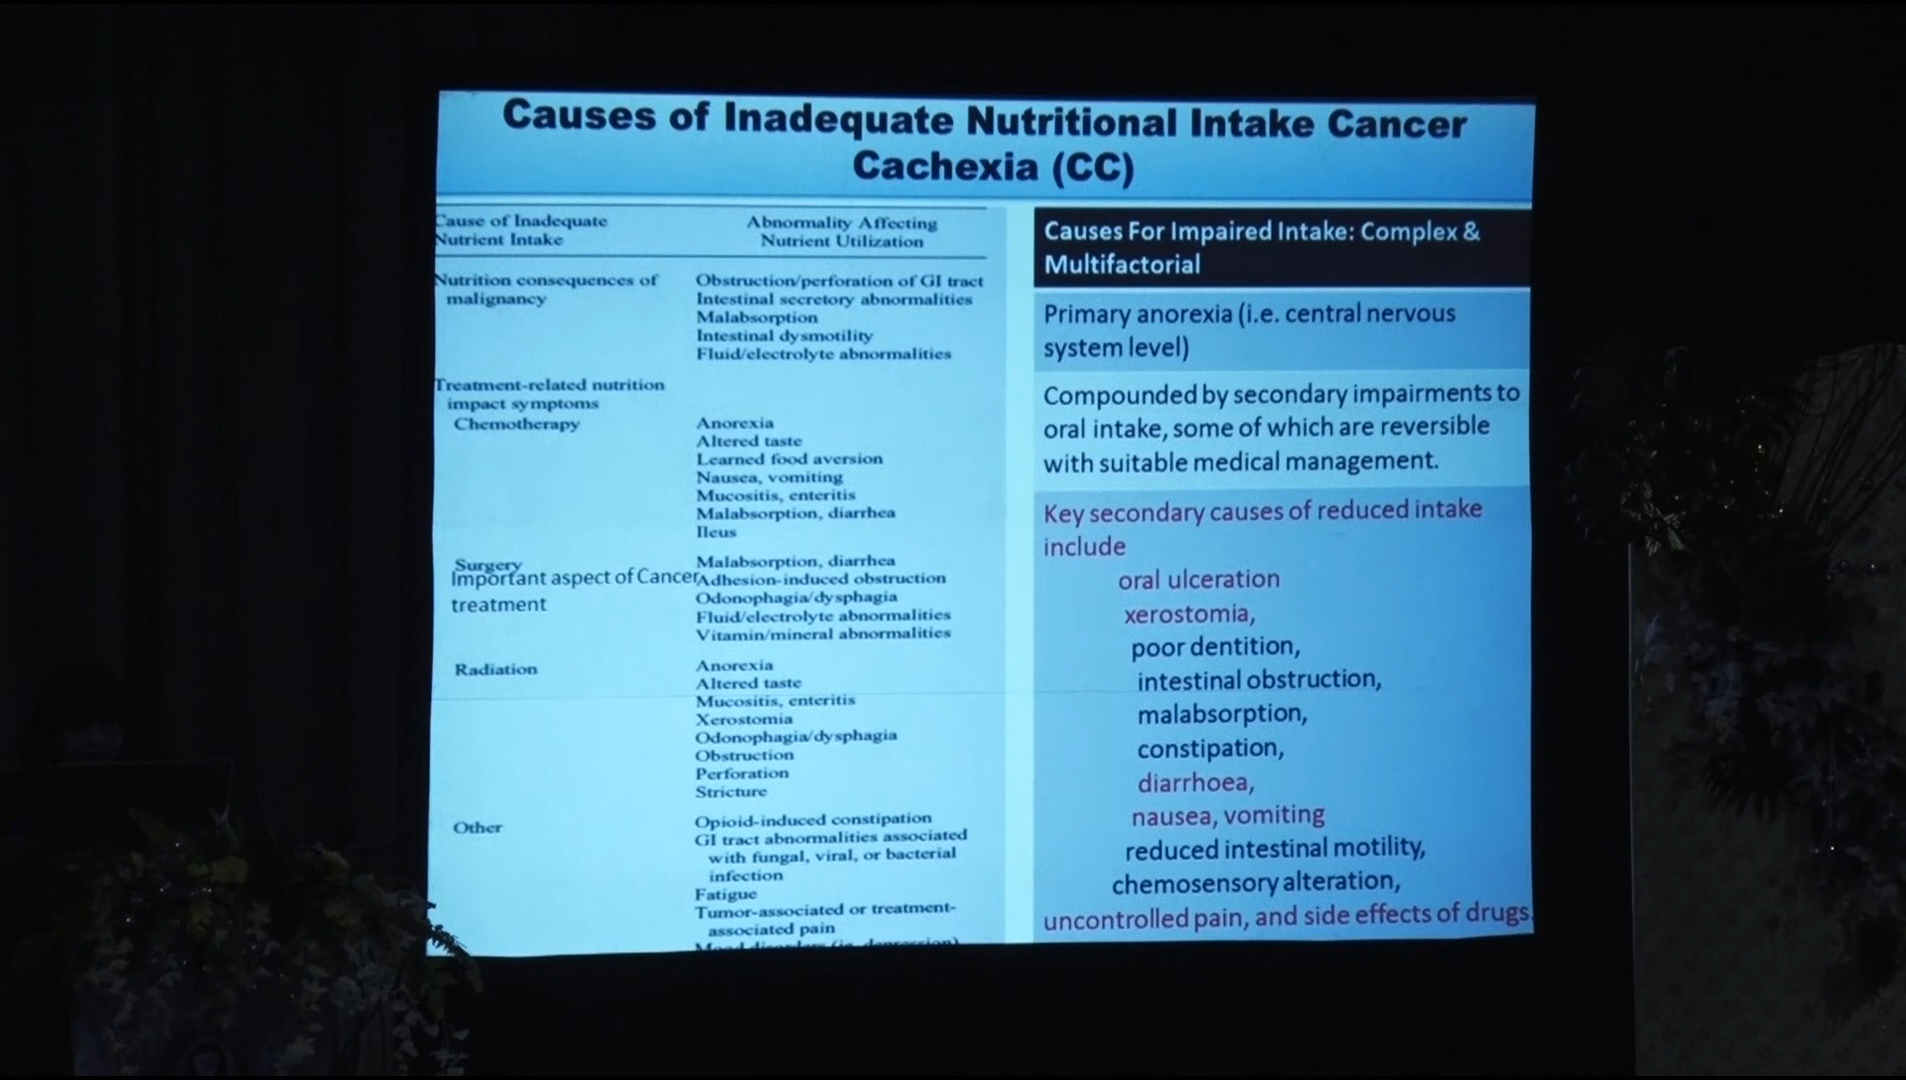 Causes of Inadequate Nutritional Intake Cancer
Cachexia (CC)
Cause of Inadequate
Nutrient Intake
Abnormality Affecting
Nutrient Utilization
Nutrition consequences of
malignancy
Obstruction/perforation of GI tract
Intestinal secretory abnormalities
Malabsorption
Intestinal dysmotility
Fluid/electrolyte abnormalities
Treatment-related nutrition
impact symptoms
Chemotherapy
Anorexia
Altered taste
Learned food aversion
Nausea, vomiting
Mucositis, enteritis
Malabsorption, diarrhea
Ileus
Surgery
Important aspect of Cancer
treatment
Malabsorption, diarrhea
Adhesion-induced obstruction
Odonophagia/dysphagia
Fluid/electrolyte abnormalities
Vitamin/mineral abnormalities
Radiation
Anorexia
Altered taste
Mucositis, enteritis
Xerostomia
Odonophagia/dysphagia
Obstruction
Perforation
Stricture
Other
Opioid-induced constipation
GI tract abnormalities associated
with fungal, viral, or bacterial
infection
Fatigue
Tumor-associated or treatment-
associated pain
Mood disorders (ie, depression)
Causes For Impaired Intake: Complex &
Multifactorial
Primary anorexia (i.e. central nervous
system level)
Compounded by secondary impairments to
oral intake, some of which are reversible
with suitable medical management.
Key secondary causes of reduced intake
include
oral ulceration
xerostomia,
poor dentition,
intestinal obstruction,
malabsorption,
constipation,
diarrhoea,
nausea, vomiting
reduced intestinal motility,
chemosensory alteration,
uncontrolled pain, and side effects of drugs.